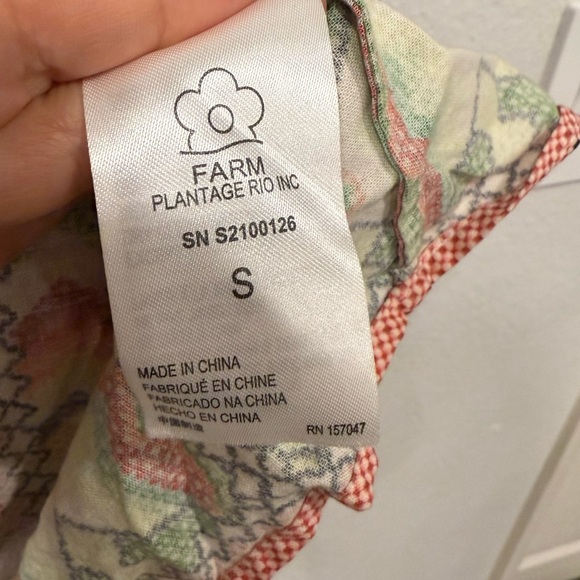 FARM
PLANTAGE RIO INC
SN S2100126
S
MADE IN CHINA
FABRIQUÉ EN CHINE
FABRICADO NA CHINA
HECHO EN CHINA
中国制造
RN 157047